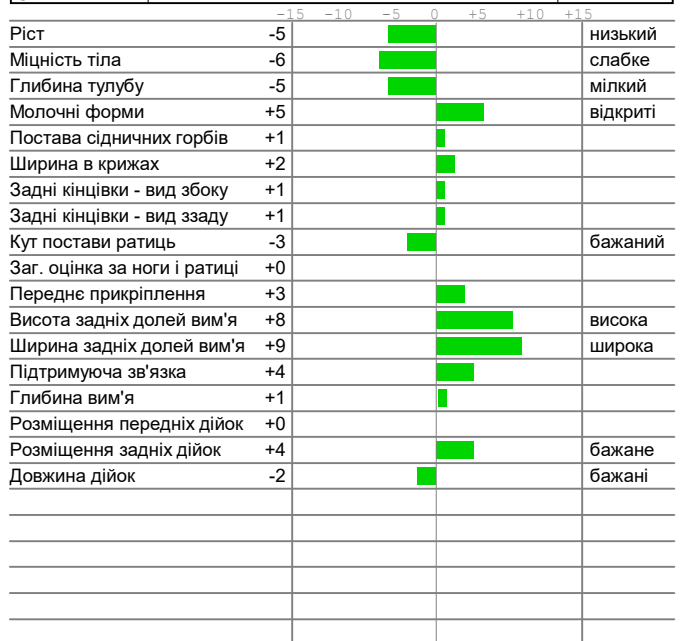 -15 -10 -5 0 +5 +10 +15
Ріст -5 низький
Міцність тіла -6 слабке
Глибина тулубу -5 мілкий
Молочні форми +5 відкриті
Постава сідничних горбів +1
Ширина в крижах +2
Задні кінцівки - вид збоку +1
Задні кінцівки - вид ззаду +1
Кут постави ратиць -3 бажаний
Заг. оцінка за ноги і ратиці +0
Переднє прикріплення +3
Висота задніх долей вим'я +8 висока
Ширина задніх долей вим'я +9 широка
Підтримуюча зв'язка +4
Глибина вим'я +1
Розміщення передніх дійок +0
Розміщення задніх дійок +4 бажане
Довжина дійок -2 бажані